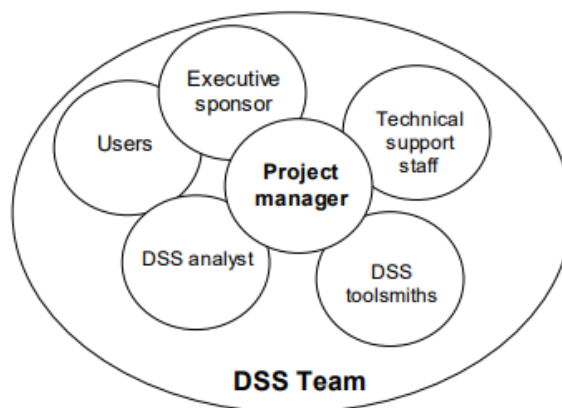 Executive
sponsor
Users
Technical
support
staff
Project
manager
DSS analyst
DSS
toolsmiths
DSS Team